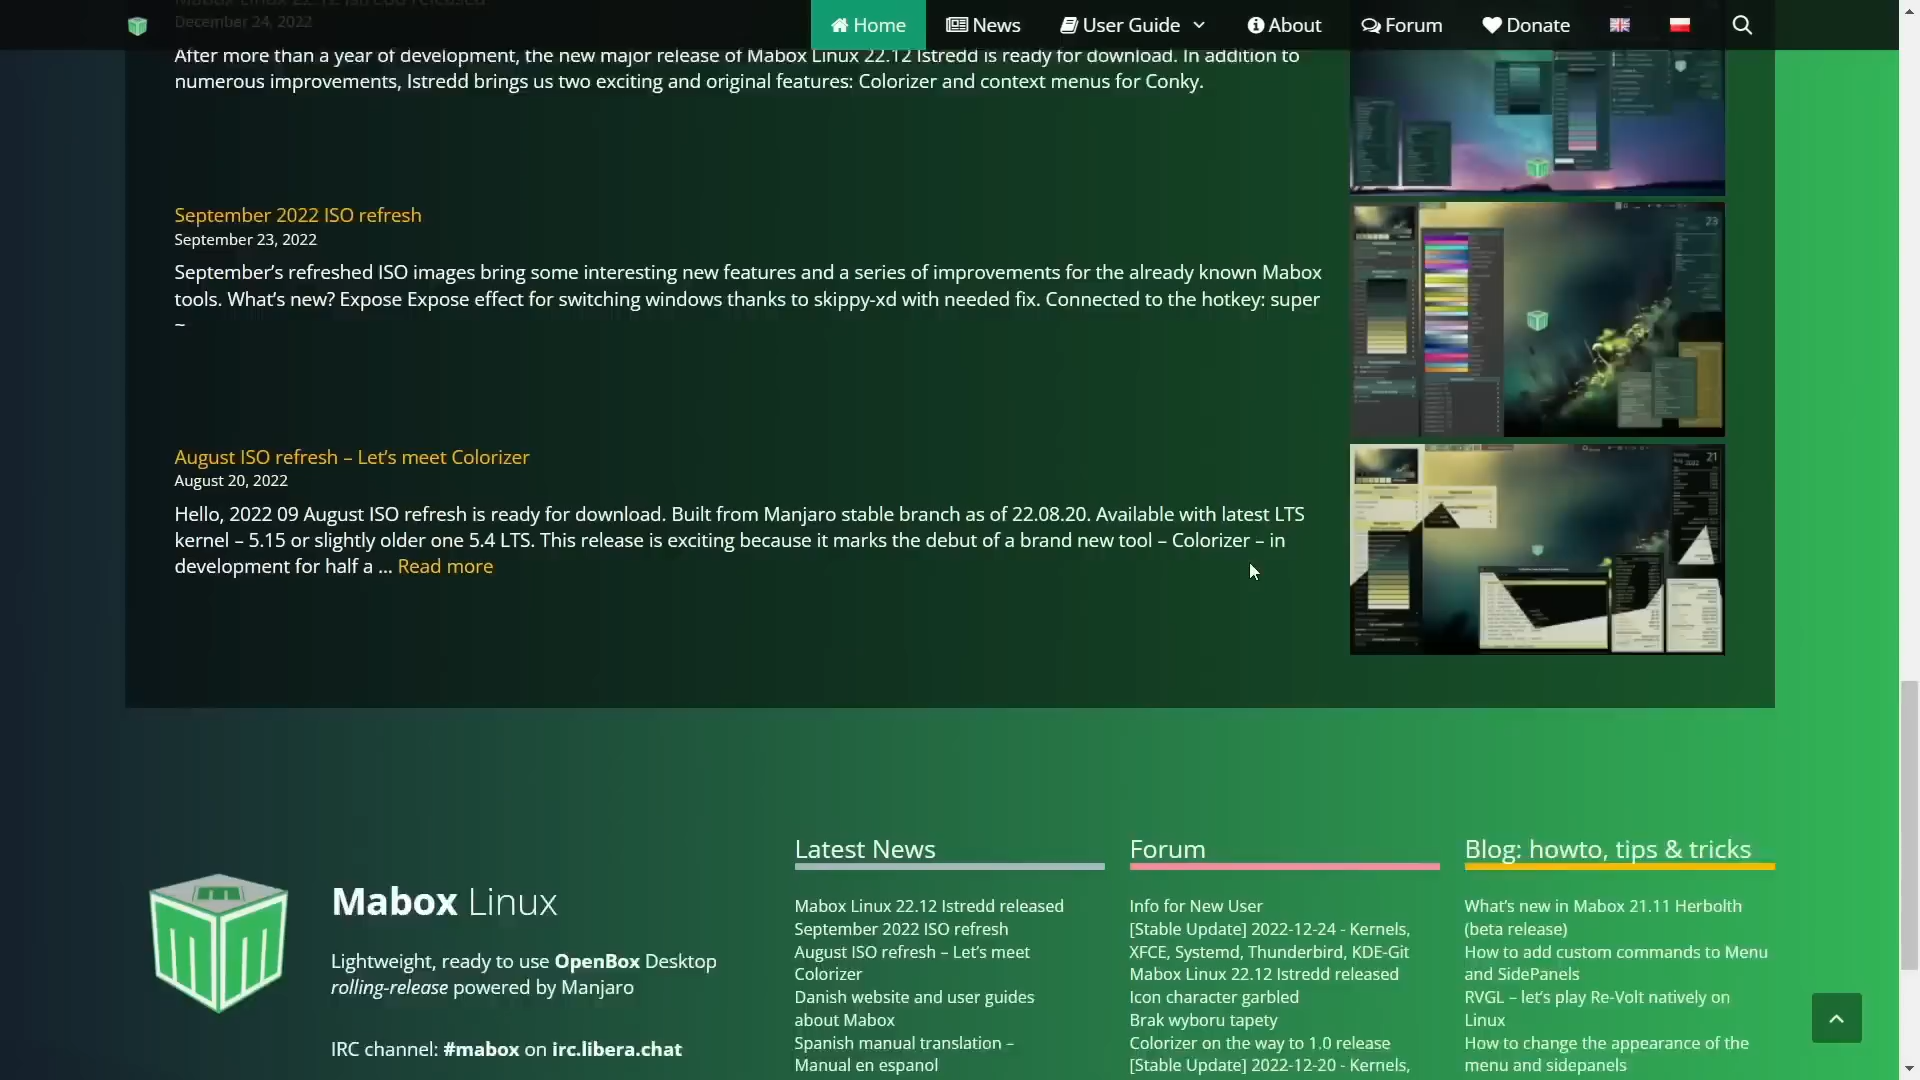 Mabox Linux 22.12 Istredd released
December 24, 2022
Home
News
User Guide
About
Forum
Donate
After more than a year of development, the new major release of Mabox Linux 22.12 Istredd is ready for download. In addition to
numerous improvements, Istredd brings us two exciting and original features: Colorizer and context menus for Conky.
September 2022 ISO refresh
September 23, 2022
September’s refreshed ISO images bring some interesting new features and a series of improvements for the already known Mabox
tools. What’s new? Expose Expose effect for switching windows thanks to skippy-xd with needed fix. Connected to the hotkey: super
~
23
August ISO refresh – Let’s meet Colorizer
August 20, 2022
Hello, 2022 09 August ISO refresh is ready for download. Built from Manjaro stable branch as of 22.08.20. Available with latest LTS
kernel – 5.15 or slightly older one 5.4 LTS. This release is exciting because it marks the debut of a brand new tool – Colorizer – in
development for half a ... Read more
21
Mabox Linux
Lightweight, ready to use OpenBox Desktop
rolling-release powered by Manjaro
IRC channel: #mabox on irc.libera.chat
Latest News
Mabox Linux 22.12 Istredd released
September 2022 ISO refresh
August ISO refresh – Let’s meet
Colorizer
Danish website and user guides
about Mabox
Spanish manual translation –
Manual en espanol
Forum
Info for New User
[Stable Update] 2022-12-24 - Kernels,
XFCE, Systemd, Thunderbird, KDE-Git
Mabox Linux 22.12 Istredd released
Icon character garbled
Brak wyboru tapety
Colorizer on the way to 1.0 release
[Stable Update] 2022-12-20 - Kernels,
Blog: howto, tips & tricks
What’s new in Mabox 21.11 Herbolth
(beta release)
How to add custom commands to Menu
and SidePanels
RVGL – let’s play Re-Volt natively on
Linux
How to change the appearance of the
menu and sidepanels